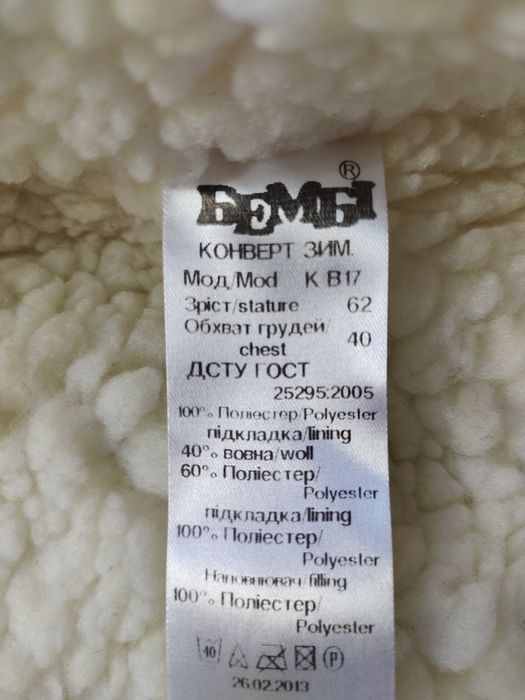 БЕМБІ®
КОНВЕРТ ЗИМ.
Мод/Mod К В17
Зріст/stature 62
Обхват грудей/ 40
chest
ДСТУ ГОСТ
25295:2005
100% Поліестер/Polyester
підкладка/lining
40% вовна/woll
60% Поліестер/
Polyester
підкладка/lining
100% Поліестер/
Polyester
Наповнювач/filling
100% Поліестер/
Polyester
40 P
26.02.2013